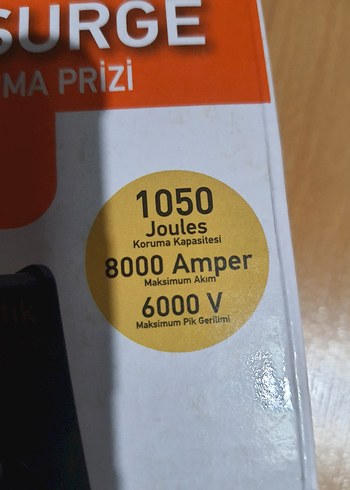 SURGE
MA PRİZİ
1050
Joules
Koruma Kapasitesi
8000 Amper
Maksimum Akım
6000 V
Maksimum Pik Gerilimi